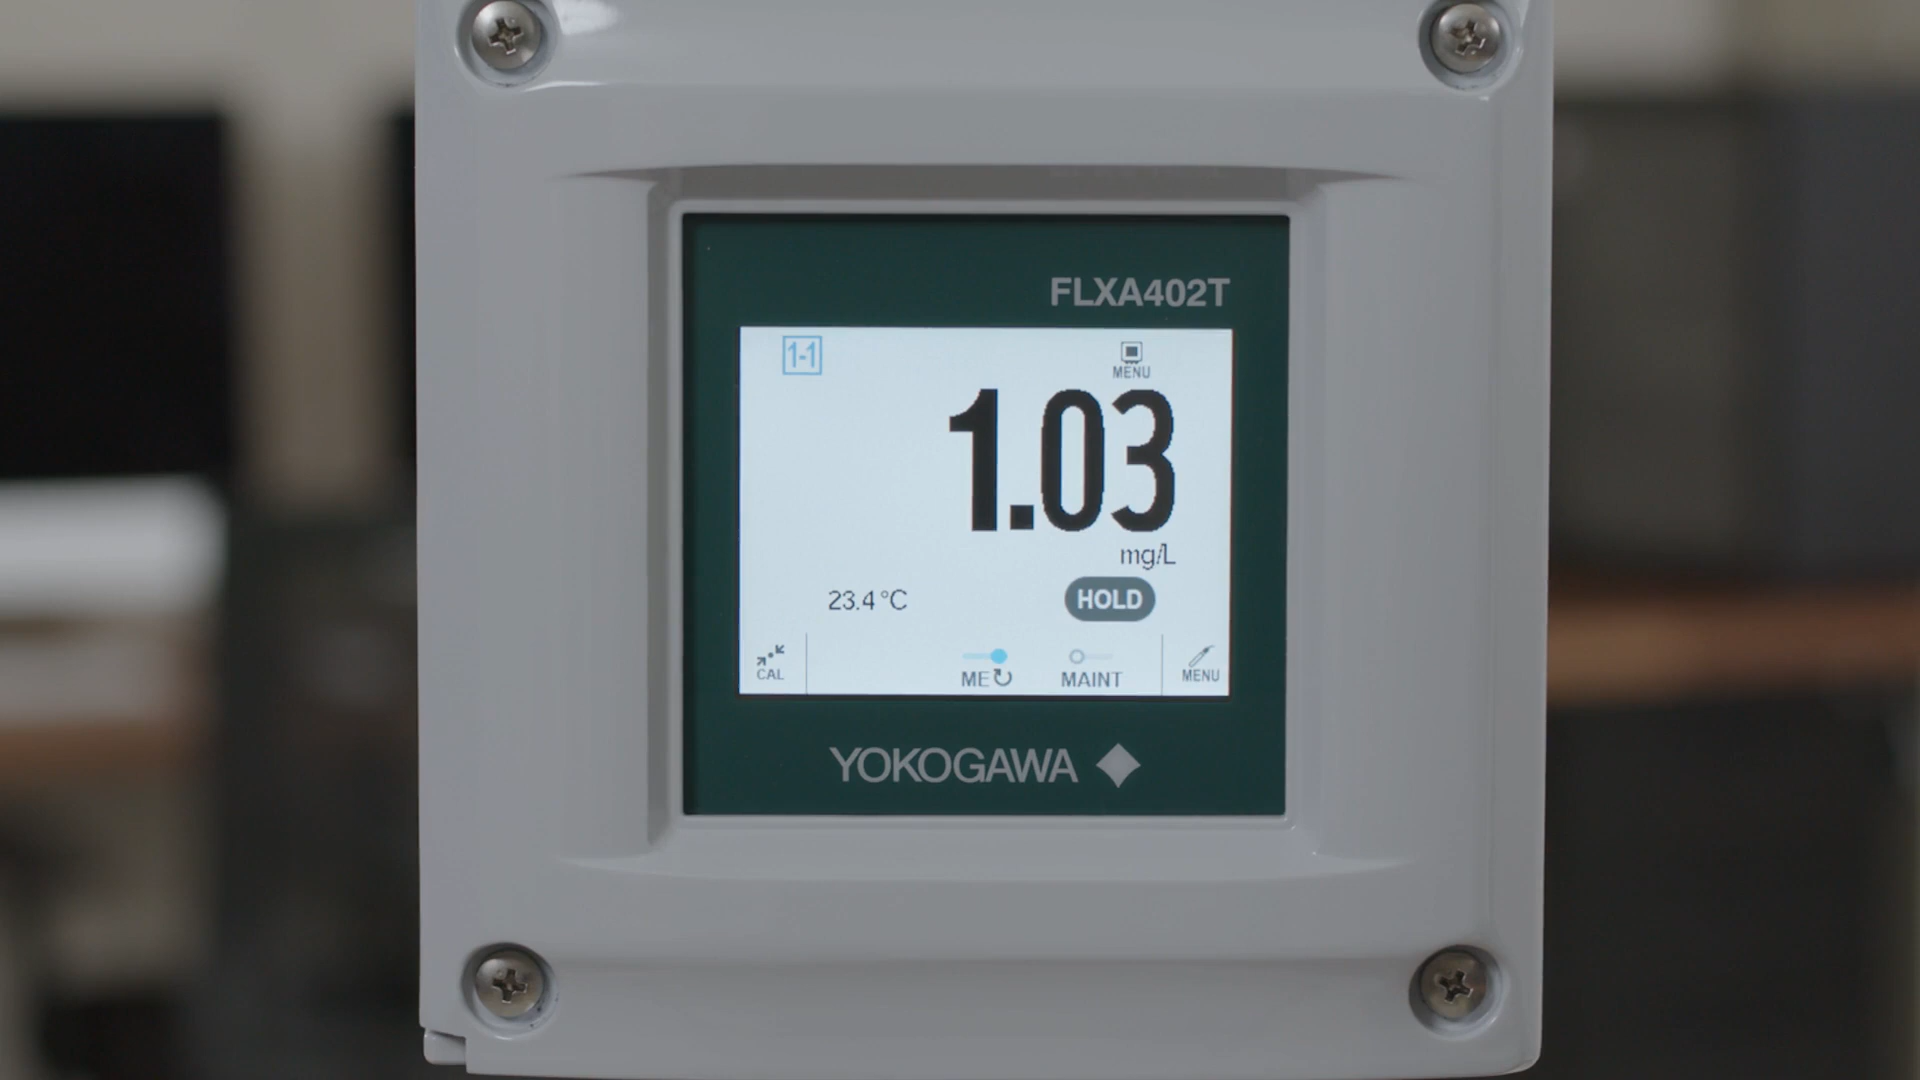 FLXA402T
1-1
MENU
1.03
mg/L
23.4 °C
HOLD
CAL
ME↻
MAINT
MENU
YOKOGAWA